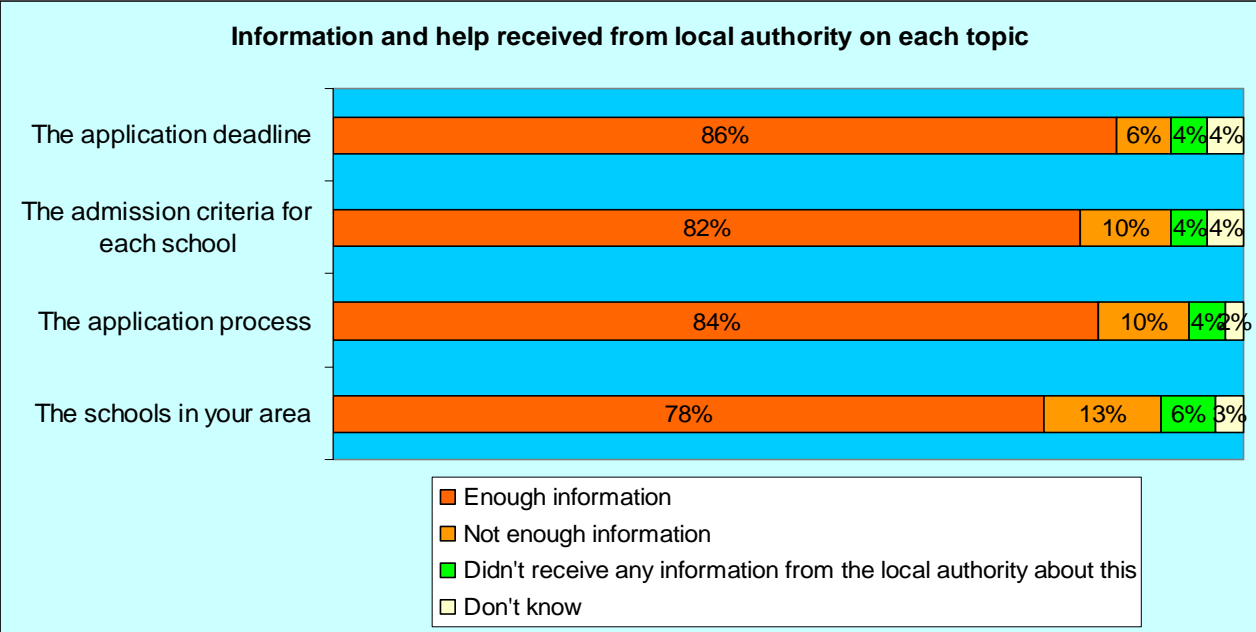 Information and help received from local authority on each topic
The application deadline
86% 6% 4% 4%
The admission criteria for
each school
82% 10% 4% 4%
The application process
84% 10% 4% 2%
The schools in your area
78% 13% 6% 3%
Enough information
Not enough information
Didn't receive any information from the local authority about this
Don't know